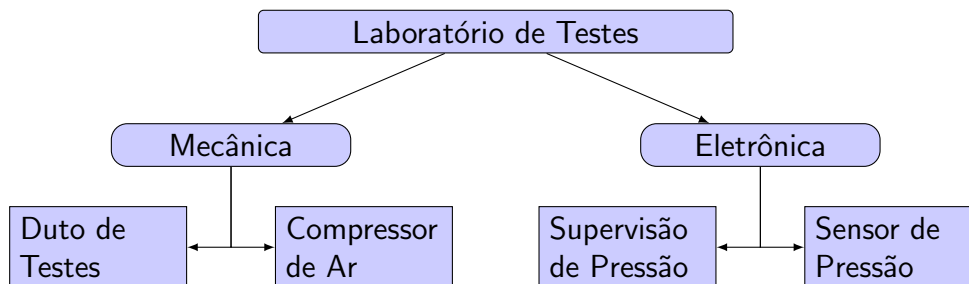 Laboratório de Testes
Mecânica
Eletrônica
Duto de
Testes
Compressor
de Ar
Supervisão
de Pressão
Sensor de
Pressão